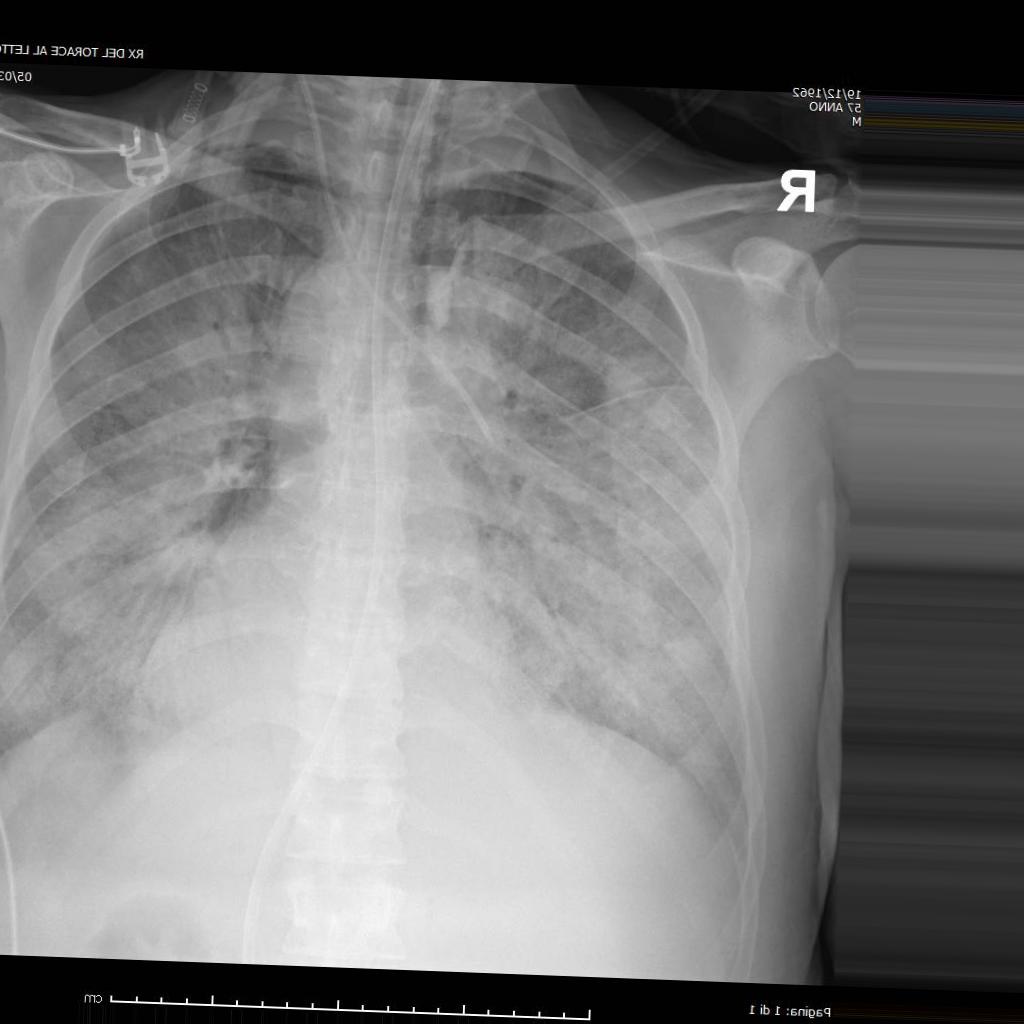 RX DEL TORACE AL LETTO
05/03
19/12/1962
57 ANNO
M
R
cm
Pagina: 1 di 1